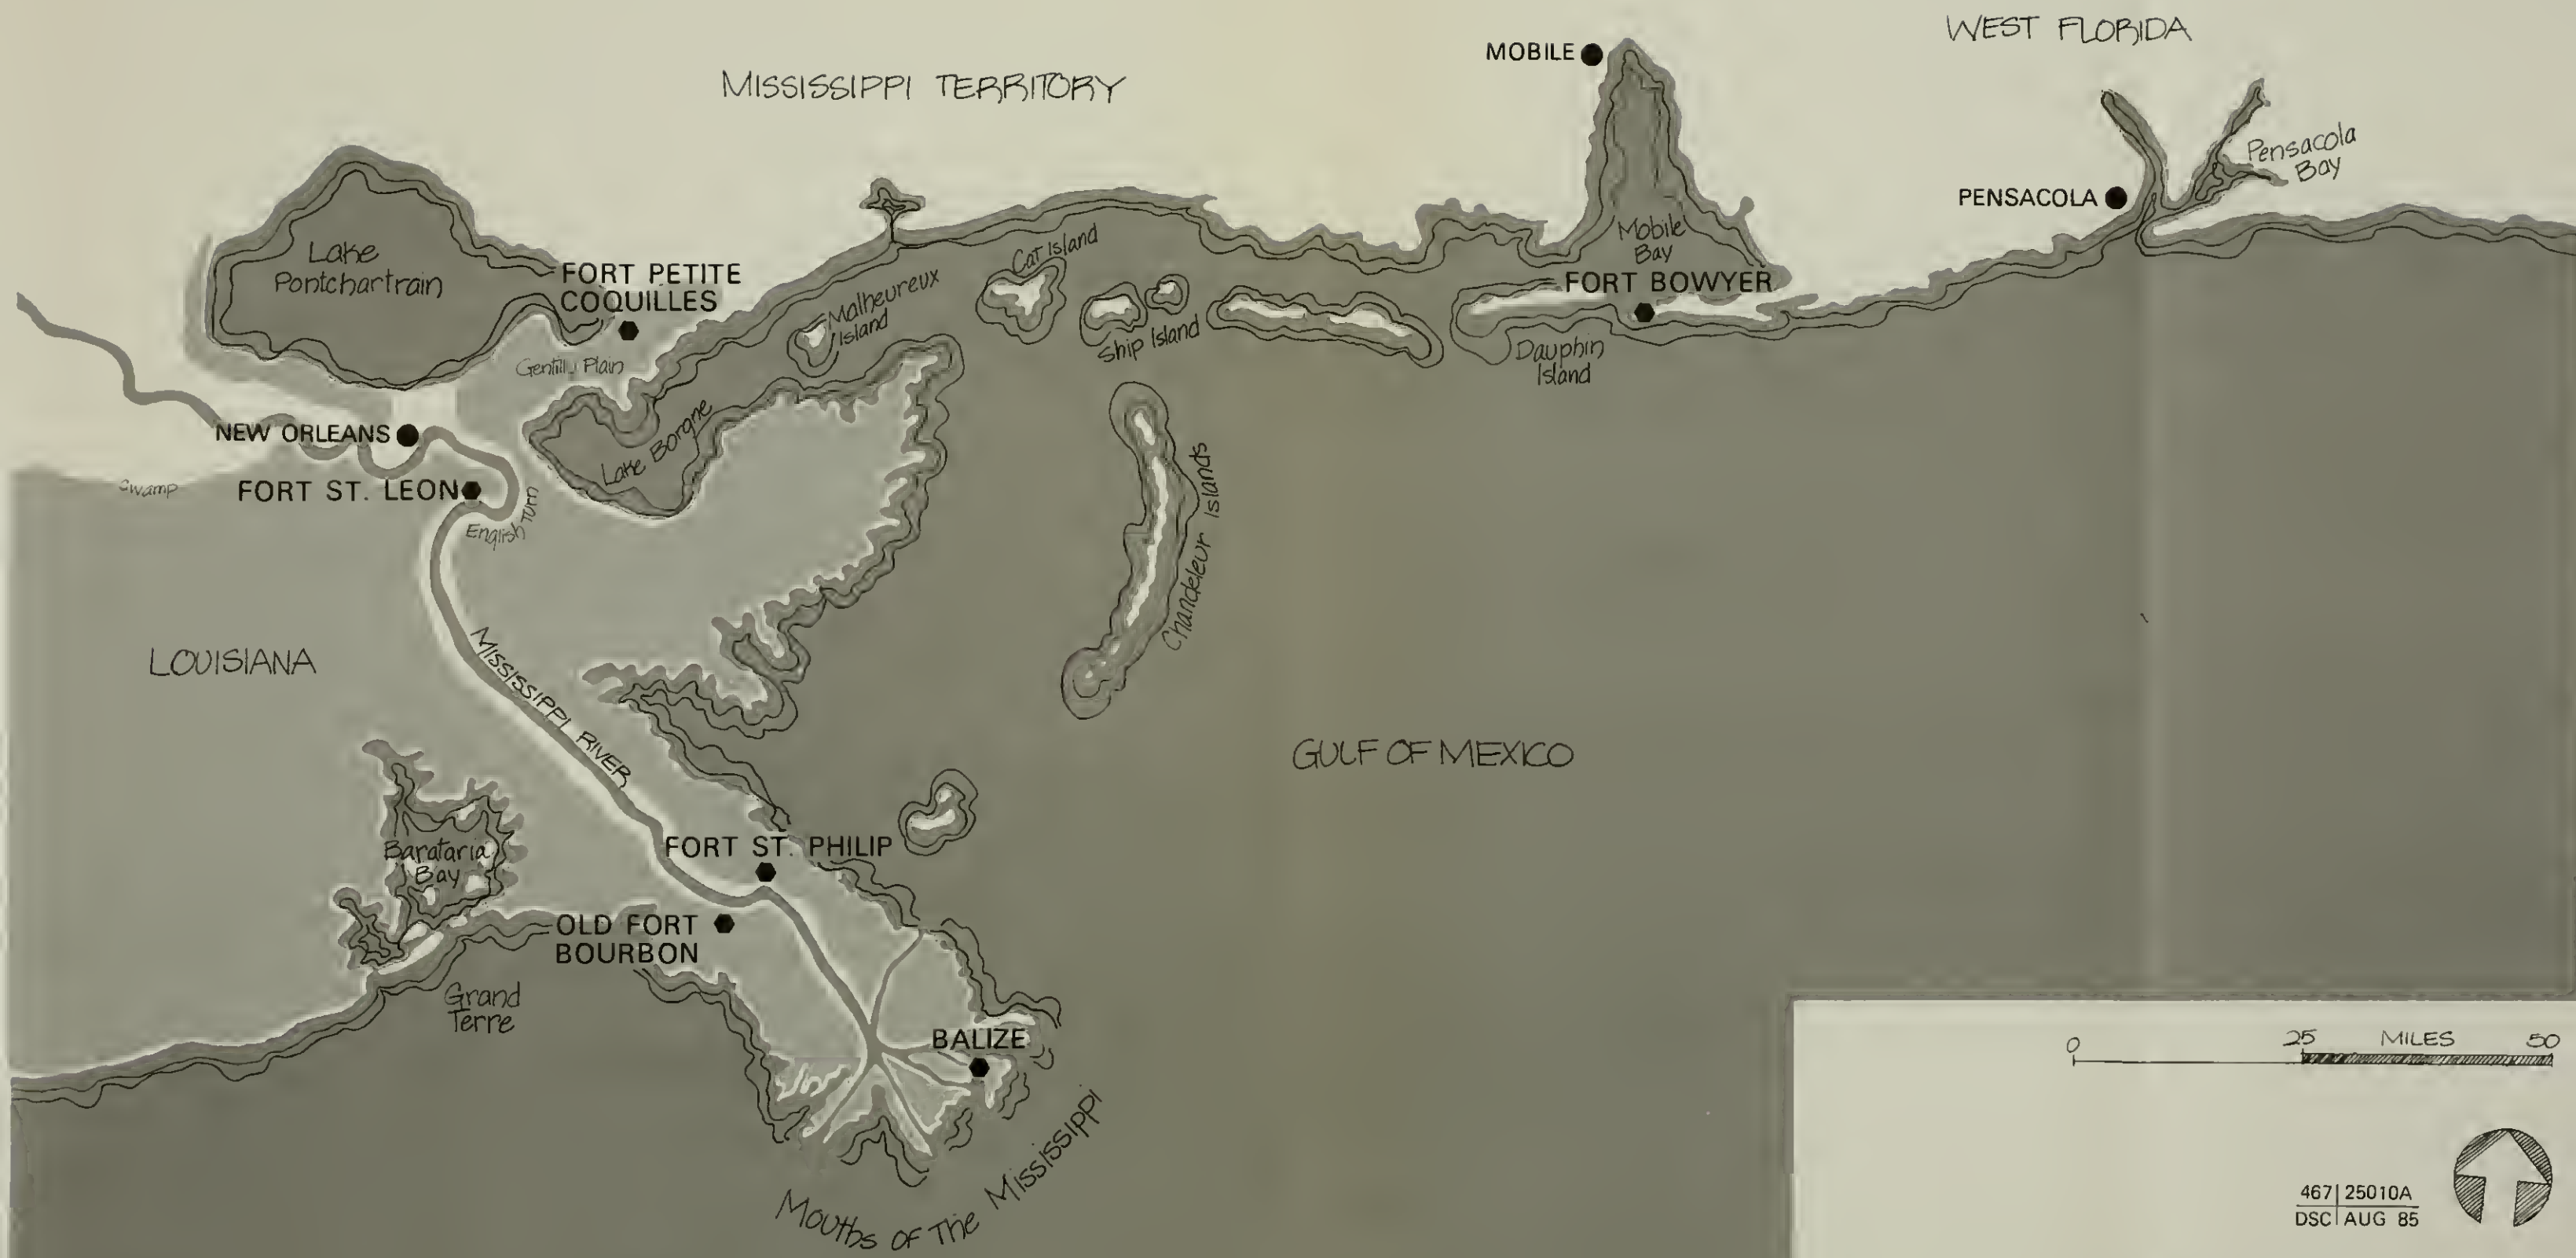 WEST FLORIDA
MOBILE
MISSISSIPPI TERRITORY
Pensacola
Bay
PENSACOLA
Lake
Pontchartrain
FORT PETITE
COQUILLES
Malheureux
Island
Cat Island
Ship Island
Mobile
Bay
FORT BOWYER
Dauphin
Island
Gentilly Plain
NEW ORLEANS
Lake Borgne
Swamp
FORT ST. LEON
English Turn
Chandeleur Islands
LOUISIANA
MISSISSIPPI RIVER
GULF OF MEXICO
Barataria
Bay
FORT ST. PHILIP
OLD FORT
BOURBON
Grand
Terre
BALIZE
Mouths of The Mississippi
0 25 MILES 50
467 25010A
DSC AUG 85